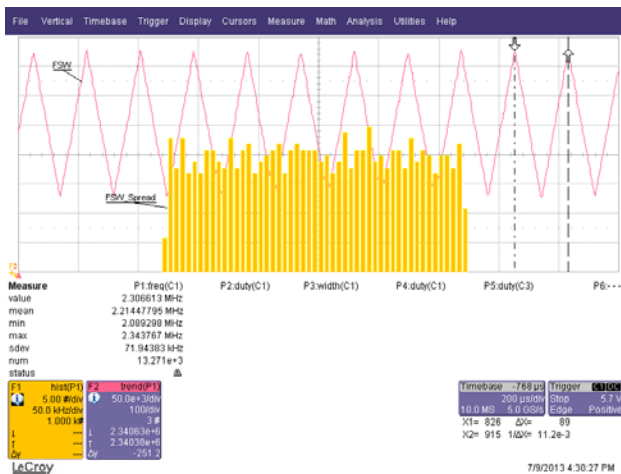 File Vertical Timebase Trigger Display Cursors Measure Math Analysis Utilities Help
FSW
FSW_Spread
F2
Measure P1:freq(C1) P2:duty(C1) P3:width(C1) P4:duty(C1) P5:duty(C3) P6:- - -
value 2.306613 MHz
mean 2.21447795 MHz
min 2.089298 MHz
max 2.343767 MHz
sdev 71.94383 kHz
num 13.271e+3
status
F1 hist(P1)
5.00 #/div
50.0 kHz/div
1.000 k#
---
---
Δy ---
F2 trend(P1)
50.0e+3/div
100/div
3 #
2.34063e+6
2.34038e+6
Δy -251.2
Timebase -768 µs
200 µs/div
10.0 MS 5.0 GS/s
Trigger C1 DC
Stop 5.7 V
Edge Positive
X1= 826 ΔX= 89
X2= 915 1/ΔX= 11.2e-3
LeCroy
7/9/2013 4:30:27 PM